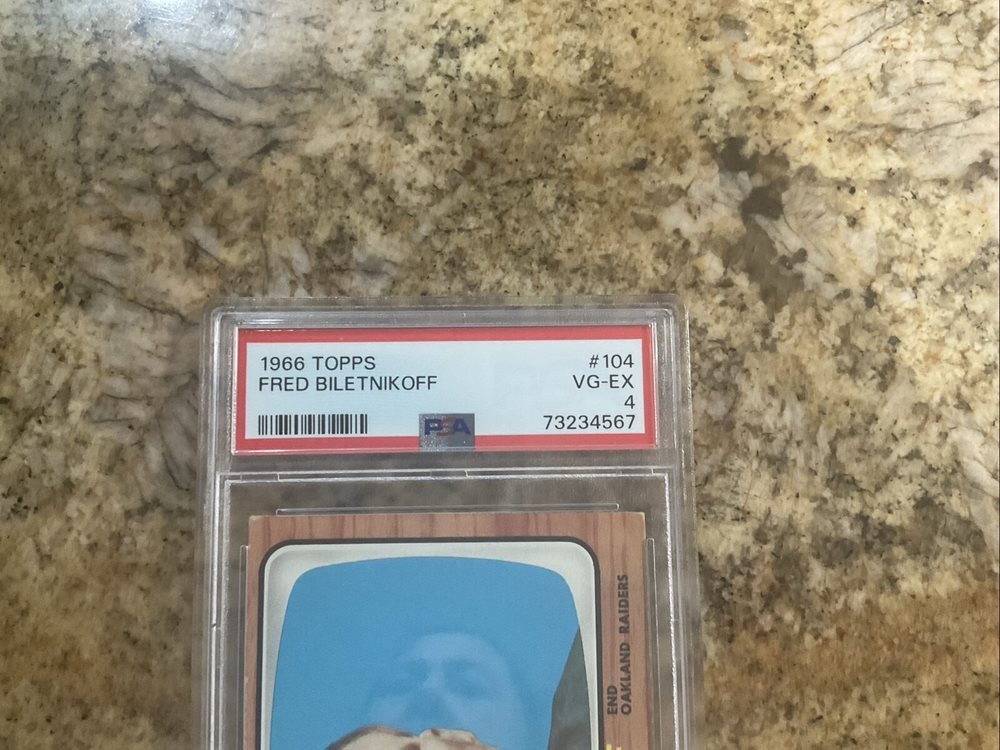 1966 TOPPS
FRED BILETNIKOFF
#104
VG-EX
4
73234567
PSA
END
OAKLAND RAIDERS